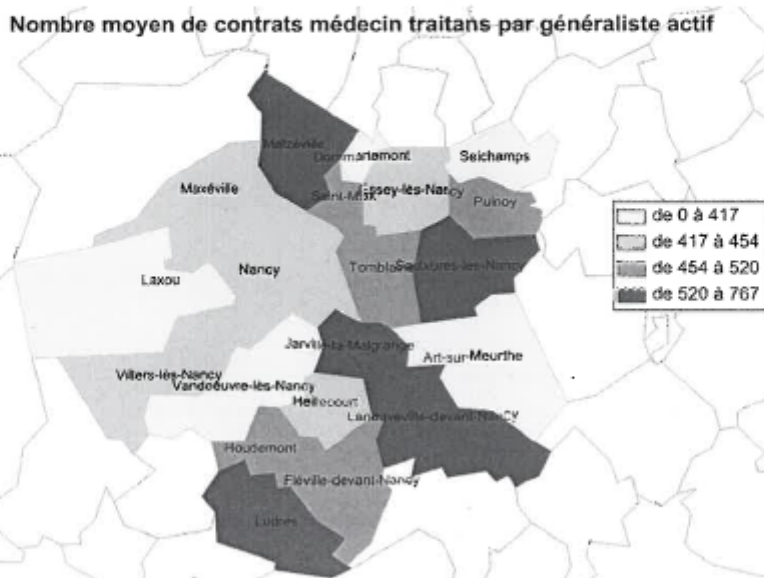 Nombre moyen de contrats médecin traitans par généraliste actif
Malzéville
Dommartemont
Seichamps
Maxéville
Saint-Max
Essey-lès-Nancy
Pulnoy
de 0 à 417
de 417 à 454
de 454 à 520
de 520 à 767
Laxou
Nancy
Tomblaine
Saulxures-lès-Nancy
Jarville-la-Malgrange
Art-sur-Meurthe
Villers-lès-Nancy
Vandoeuvre-lès-Nancy
Heillecourt
Laneuveville-devant-Nancy
Houdemont
Fléville-devant-Nancy
Ludres